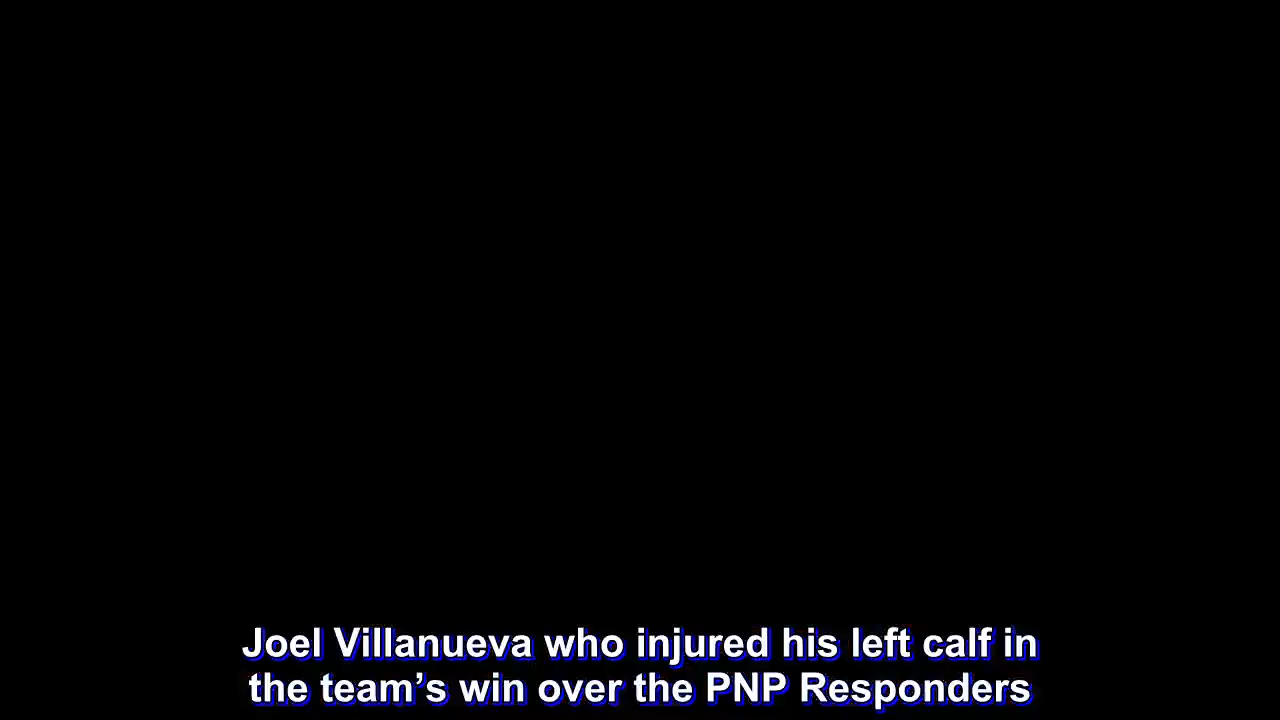 Joel Villanueva who injured his left calf in
the team’s win over the PNP Responders